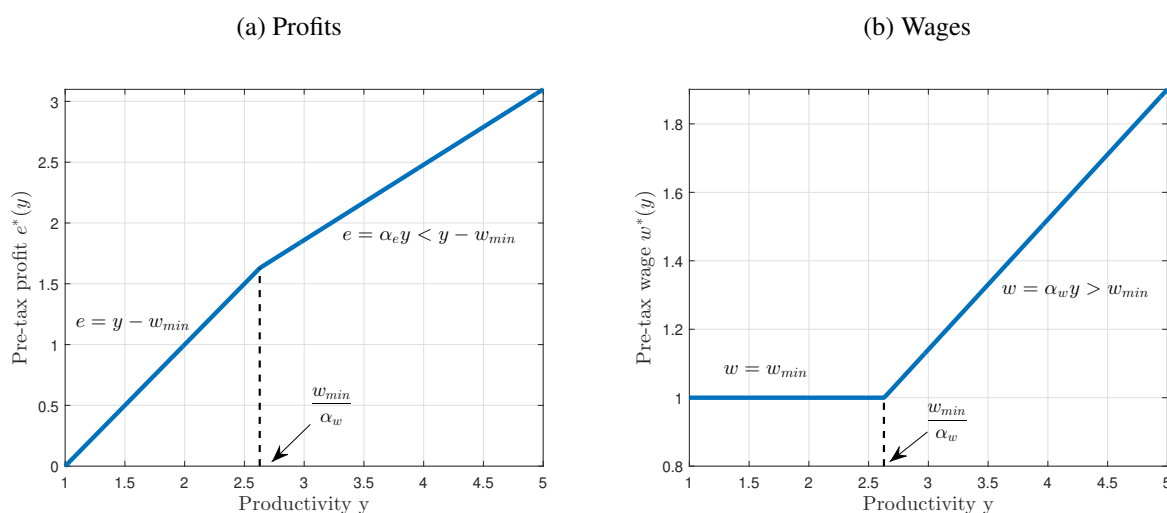 (a) Profits
3
2.5
2
1.5
1
0.5
0
Pre-tax profit e*(y)
e = α_e y < y − w_min
e = y − w_min
w_min
α_w
1 1.5 2 2.5 3 3.5 4 4.5 5
Productivity y
(b) Wages
1.8
1.6
1.4
1.2
1
0.8
Pre-tax wage w*(y)
w = α_w y > w_min
w = w_min
w_min
α_w
1 1.5 2 2.5 3 3.5 4 4.5 5
Productivity y